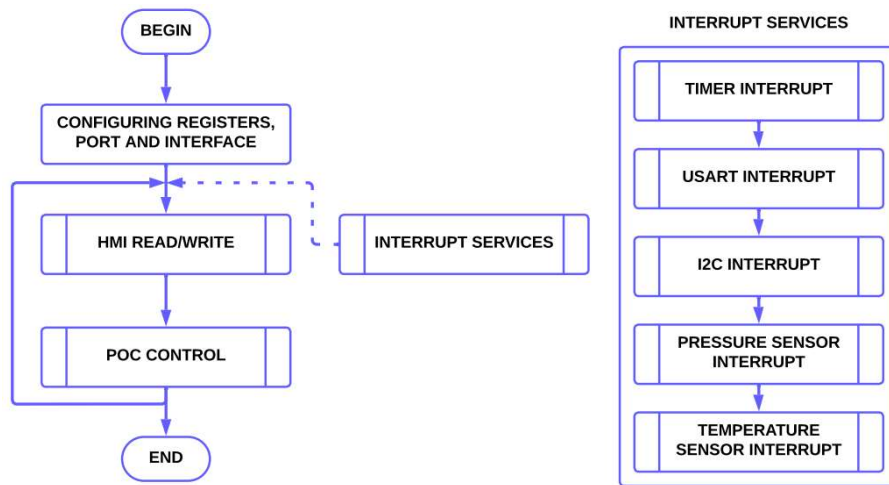 BEGIN
CONFIGURING REGISTERS,
PORT AND INTERFACE
HMI READ/WRITE
INTERRUPT SERVICES
POC CONTROL
END
INTERRUPT SERVICES
TIMER INTERRUPT
USART INTERRUPT
I2C INTERRUPT
PRESSURE SENSOR
INTERRUPT
TEMPERATURE
SENSOR INTERRUPT